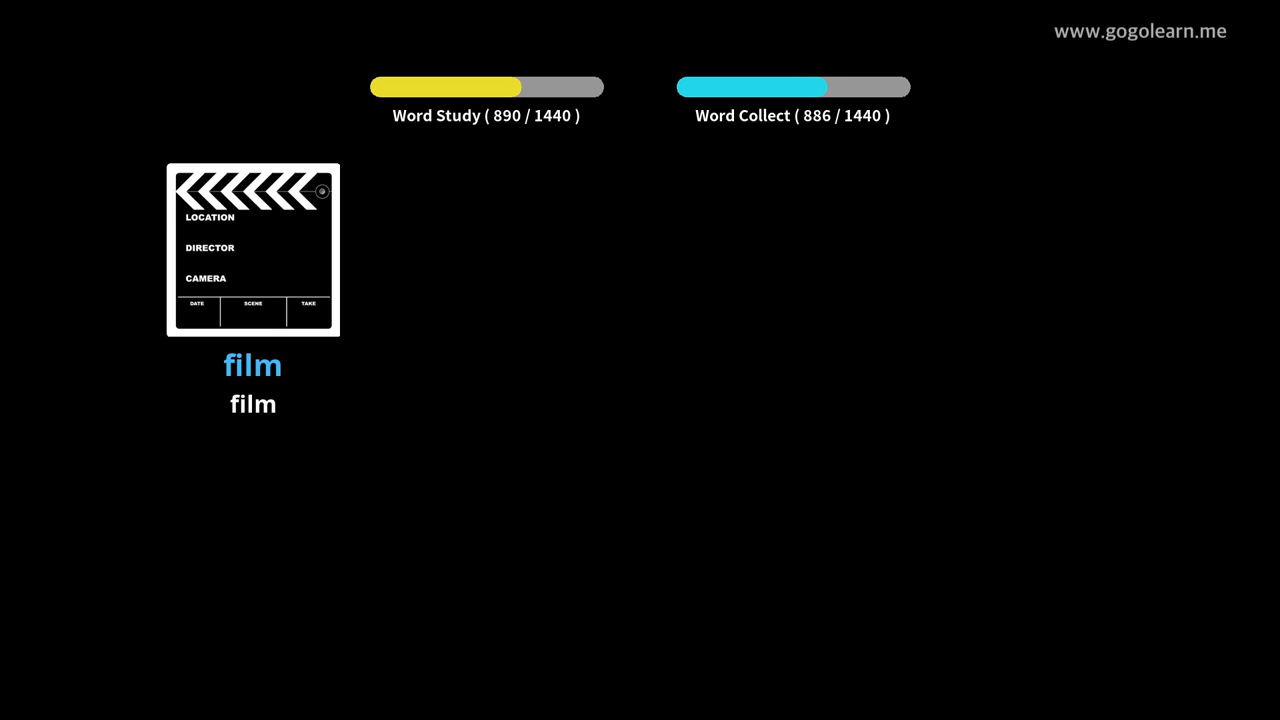 www.gogolearn.me
Word Study ( 890 / 1440 )
Word Collect ( 886 / 1440 )
LOCATION
DIRECTOR
CAMERA
DATE SCENE TAKE
film
film